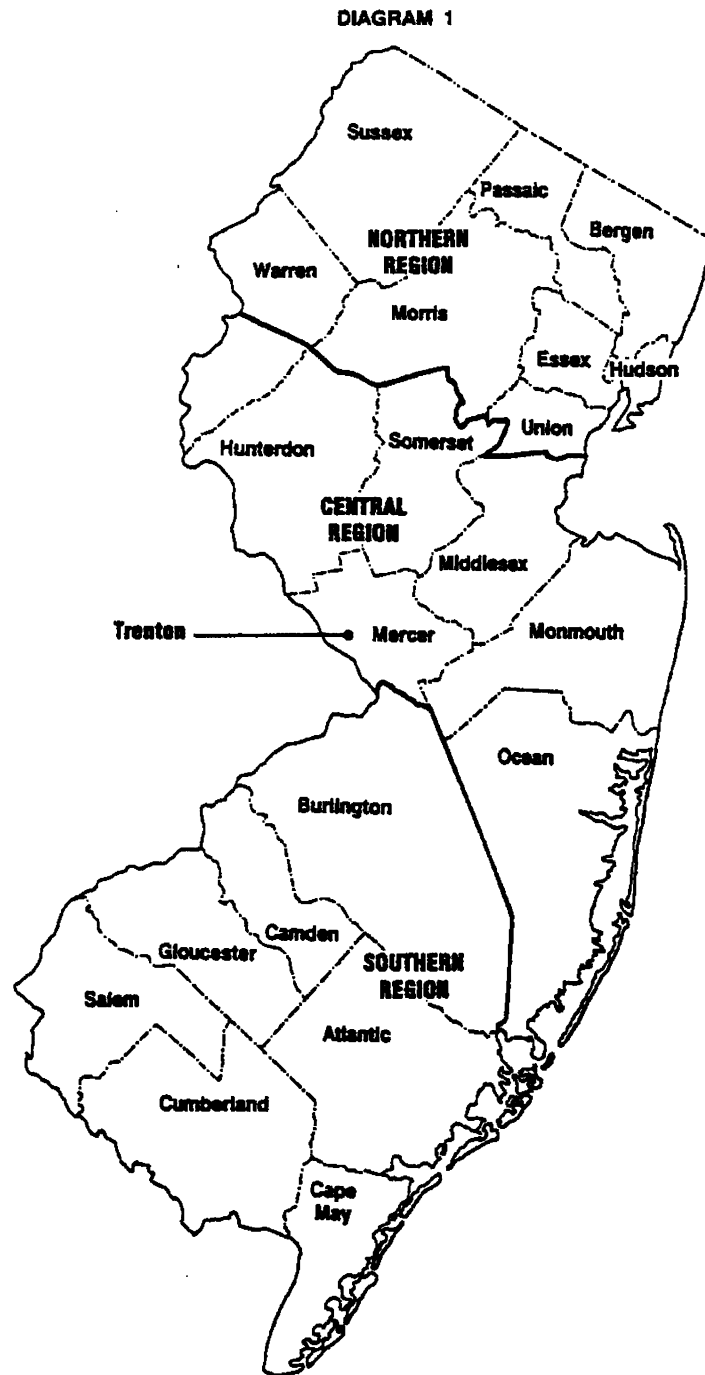 DIAGRAM 1
Sussex
Passaic
Bergen
NORTHERN
REGION
Warren
Morris
Essex
Hudson
Union
Hunterdon
Somerset
CENTRAL
REGION
Middlesex
Trenton
Mercer
Monmouth
Ocean
Burlington
Camden
Gloucester
SOUTHERN
REGION
Salem
Atlantic
Cumberland
Cape
May